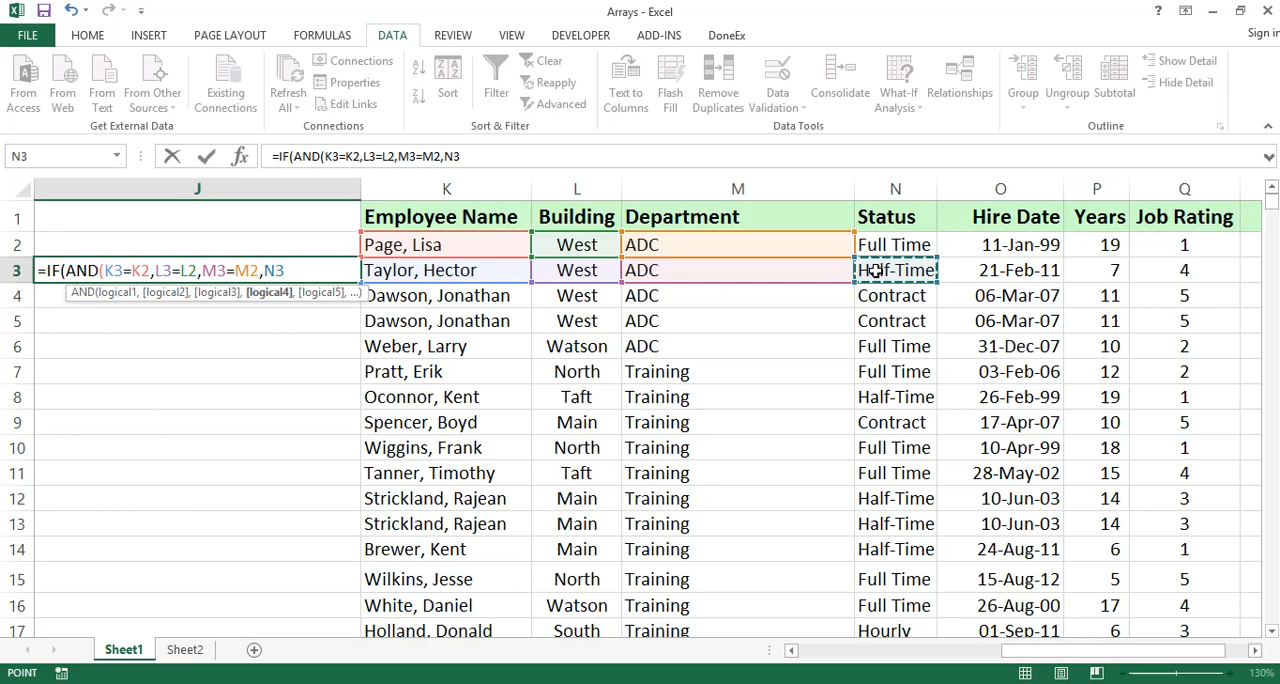 Arrays - Excel
?
FILE HOME INSERT PAGE LAYOUT FORMULAS DATA REVIEW VIEW DEVELOPER ADD-INS DoneEx Sign in
From Access
From Web
From Text
From Other Sources
Existing Connections
Get External Data
Refresh All
Connections
Properties
Edit Links
Connections
Sort
Filter
Clear
Reapply
Advanced
Sort & Filter
Text to Columns
Flash Fill
Remove Duplicates
Data Validation
Consolidate
What-If Analysis
Relationships
Data Tools
Group
Ungroup
Subtotal
Show Detail
Hide Detail
Outline
N3 fx =IF(AND(K3=K2,L3=L2,M3=M2,N3
J K L M N O P Q
1 Employee Name Building Department Status Hire Date Years Job Rating
2 Page, Lisa West ADC Full Time 11-Jan-99 19 1
3 =IF(AND(K3=K2,L3=L2,M3=M2,N3 Taylor, Hector West ADC Half-Time 21-Feb-11 7 4
AND(logical1, [logical2], [logical3], [logical4], [logical5], ...)
4 Dawson, Jonathan West ADC Contract 06-Mar-07 11 5
5 Dawson, Jonathan West ADC Contract 06-Mar-07 11 5
6 Weber, Larry Watson ADC Full Time 31-Dec-07 10 2
7 Pratt, Erik North Training Full Time 03-Feb-06 12 2
8 Oconnor, Kent Taft Training Half-Time 26-Feb-99 19 1
9 Spencer, Boyd Main Training Contract 17-Apr-07 10 5
10 Wiggins, Frank North Training Full Time 10-Apr-99 18 1
11 Tanner, Timothy Taft Training Full Time 28-May-02 15 4
12 Strickland, Rajean Main Training Half-Time 10-Jun-03 14 3
13 Strickland, Rajean Main Training Half-Time 10-Jun-03 14 3
14 Brewer, Kent Main Training Half-Time 24-Aug-11 6 1
15 Wilkins, Jesse North Training Full Time 15-Aug-12 5 5
16 White, Daniel Watson Training Full Time 26-Aug-00 17 4
17 Holland, Donald South Training Hourly 01-Sep-11 6 3
Sheet1 Sheet2
POINT 130%